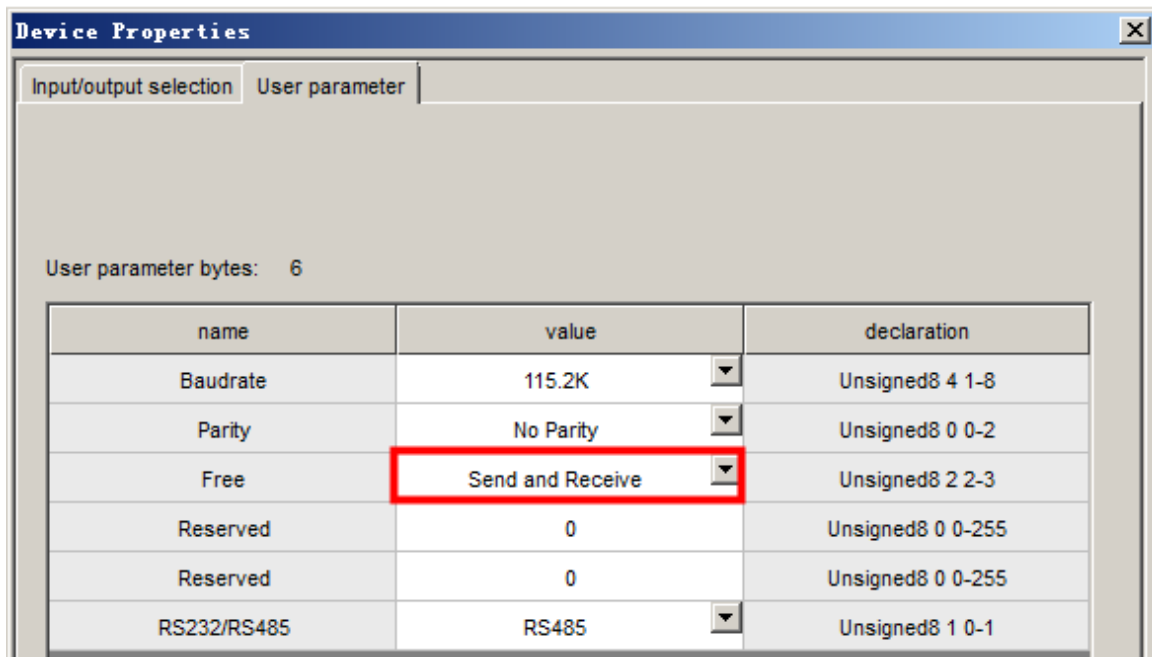 Device Properties
Input/output selection User parameter
User parameter bytes: 6
name value declaration
Baudrate 115.2K Unsigned8 4 1-8
Parity No Parity Unsigned8 0 0-2
Free Send and Receive Unsigned8 2 2-3
Reserved 0 Unsigned8 0 0-255
Reserved 0 Unsigned8 0 0-255
RS232/RS485 RS485 Unsigned8 1 0-1